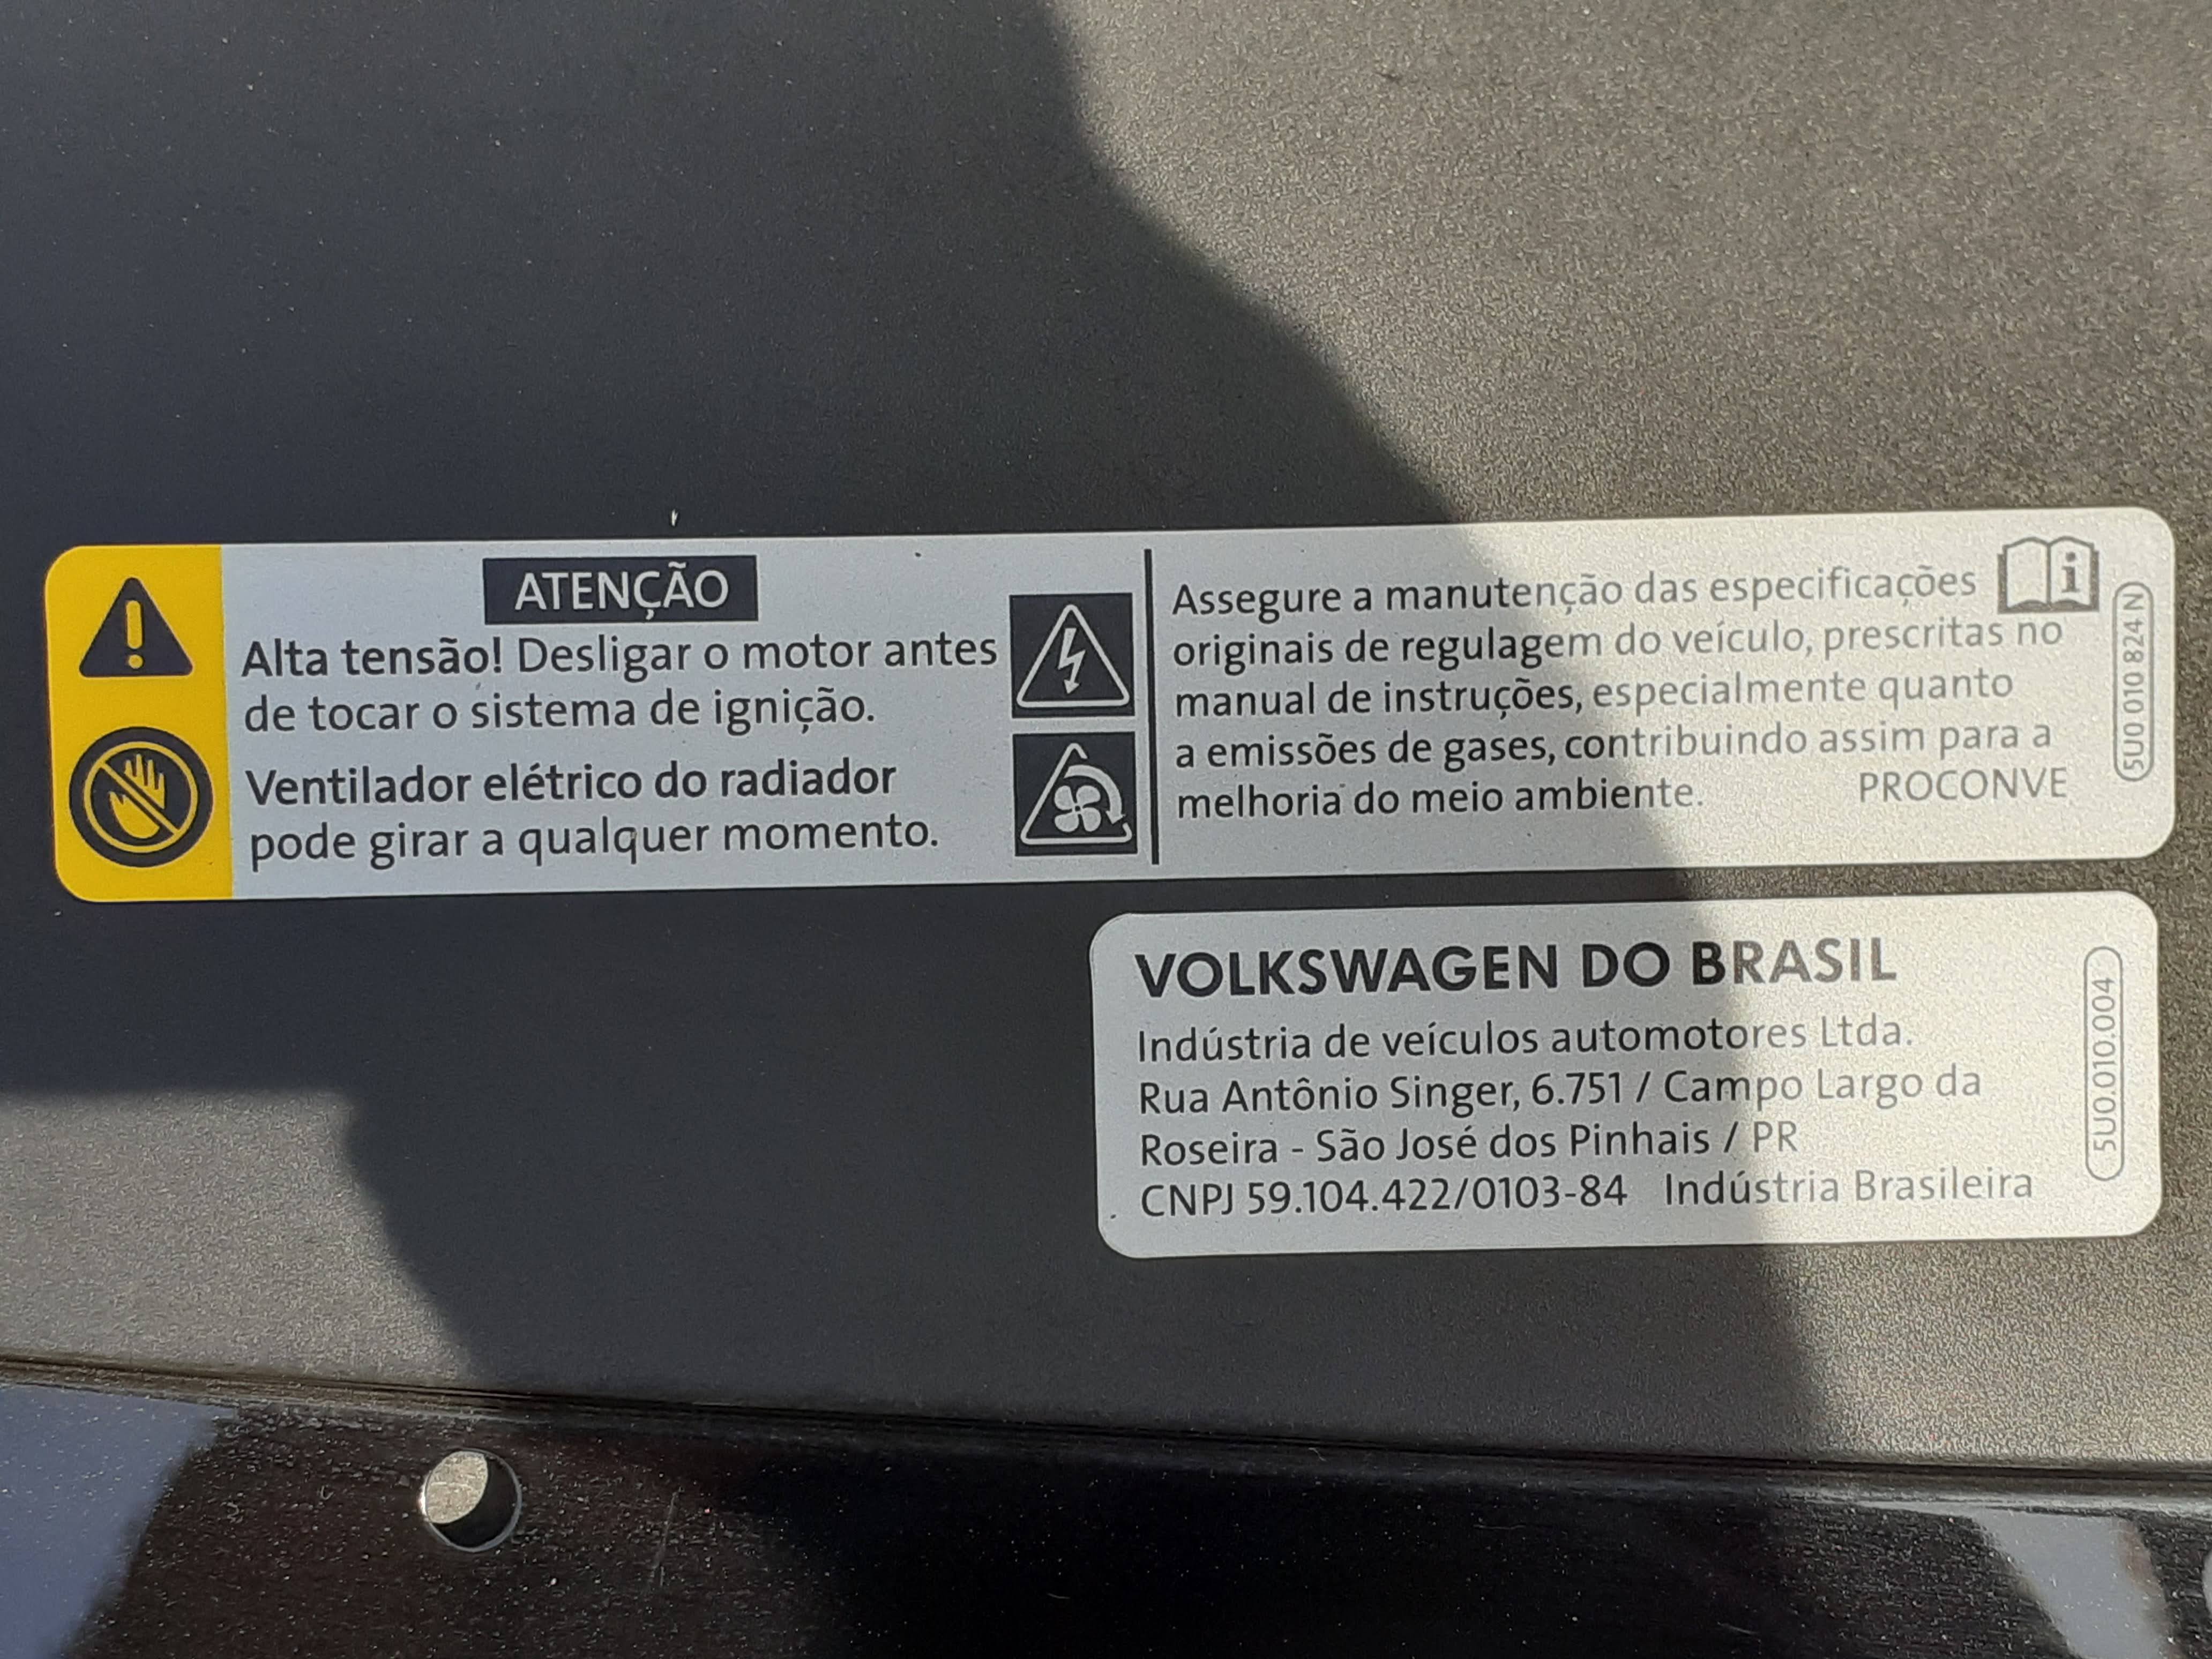 ATENÇÃO
Alta tensão! Desligar o motor antes
de tocar o sistema de ignição.
Ventilador elétrico do radiador
pode girar a qualquer momento.
Assegure a manutenção das especificações
originais de regulagem do veículo, prescritas no
manual de instruções, especialmente quanto
a emissões de gases, contribuindo assim para a
melhoria do meio ambiente. PROCONVE
5U0 010 824 N
VOLKSWAGEN DO BRASIL
Indústria de veículos automotores Ltda.
Rua Antônio Singer, 6.751 / Campo Largo da
Roseira - São José dos Pinhais / PR
CNPJ 59.104.422/0103-84 Indústria Brasileira
5U0.010.004